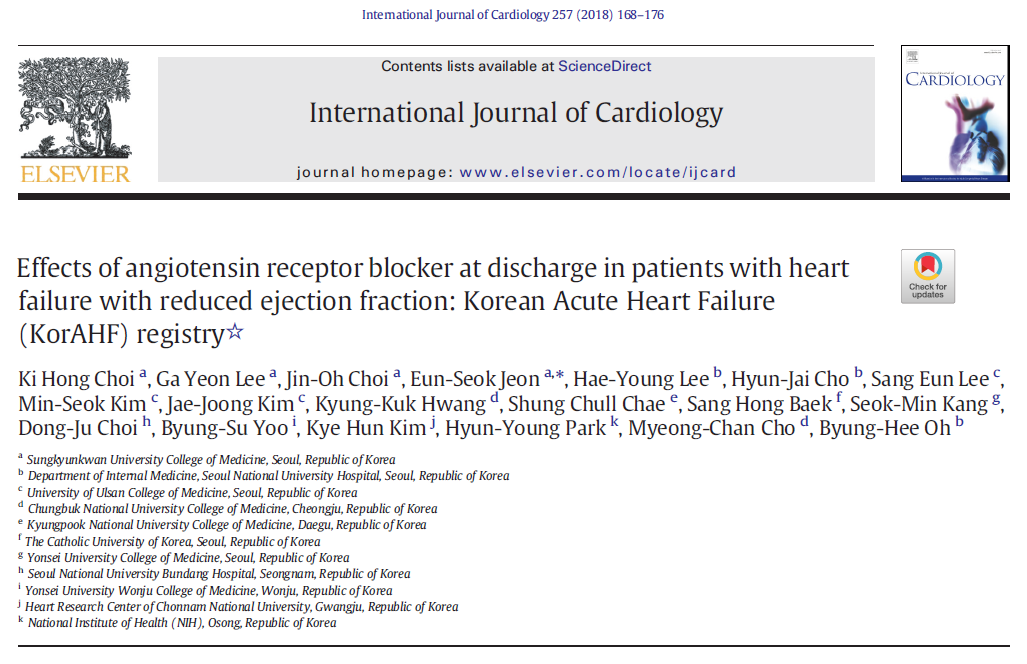 International Journal of Cardiology 257 (2018) 168–176
Contents lists available at ScienceDirect
International Journal of Cardiology
journal homepage: www.elsevier.com/locate/ijcard
ELSEVIER
CARDIOLOGY
Effects of angiotensin receptor blocker at discharge in patients with heart
failure with reduced ejection fraction: Korean Acute Heart Failure
(KorAHF) registry☆
Check for
updates
Ki Hong Choi a, Ga Yeon Lee a, Jin-Oh Choi a, Eun-Seok Jeon a,*, Hae-Young Lee b, Hyun-Jai Cho b, Sang Eun Lee c,
Min-Seok Kim c, Jae-Joong Kim c, Kyung-Kuk Hwang d, Shung Chull Chae e, Sang Hong Baek f, Seok-Min Kang g,
Dong-Ju Choi h, Byung-Su Yoo i, Kye Hun Kim j, Hyun-Young Park k, Myeong-Chan Cho d, Byung-Hee Oh b
a Sungkyunkwan University College of Medicine, Seoul, Republic of Korea
b Department of Internal Medicine, Seoul National University Hospital, Seoul, Republic of Korea
c University of Ulsan College of Medicine, Seoul, Republic of Korea
d Chungbuk National University College of Medicine, Cheongju, Republic of Korea
e Kyungpook National University College of Medicine, Daegu, Republic of Korea
f The Catholic University of Korea, Seoul, Republic of Korea
g Yonsei University College of Medicine, Seoul, Republic of Korea
h Seoul National University Bundang Hospital, Seongnam, Republic of Korea
i Yonsei University Wonju College of Medicine, Wonju, Republic of Korea
j Heart Research Center of Chonnam National University, Gwangju, Republic of Korea
k National Institute of Health (NIH), Osong, Republic of Korea